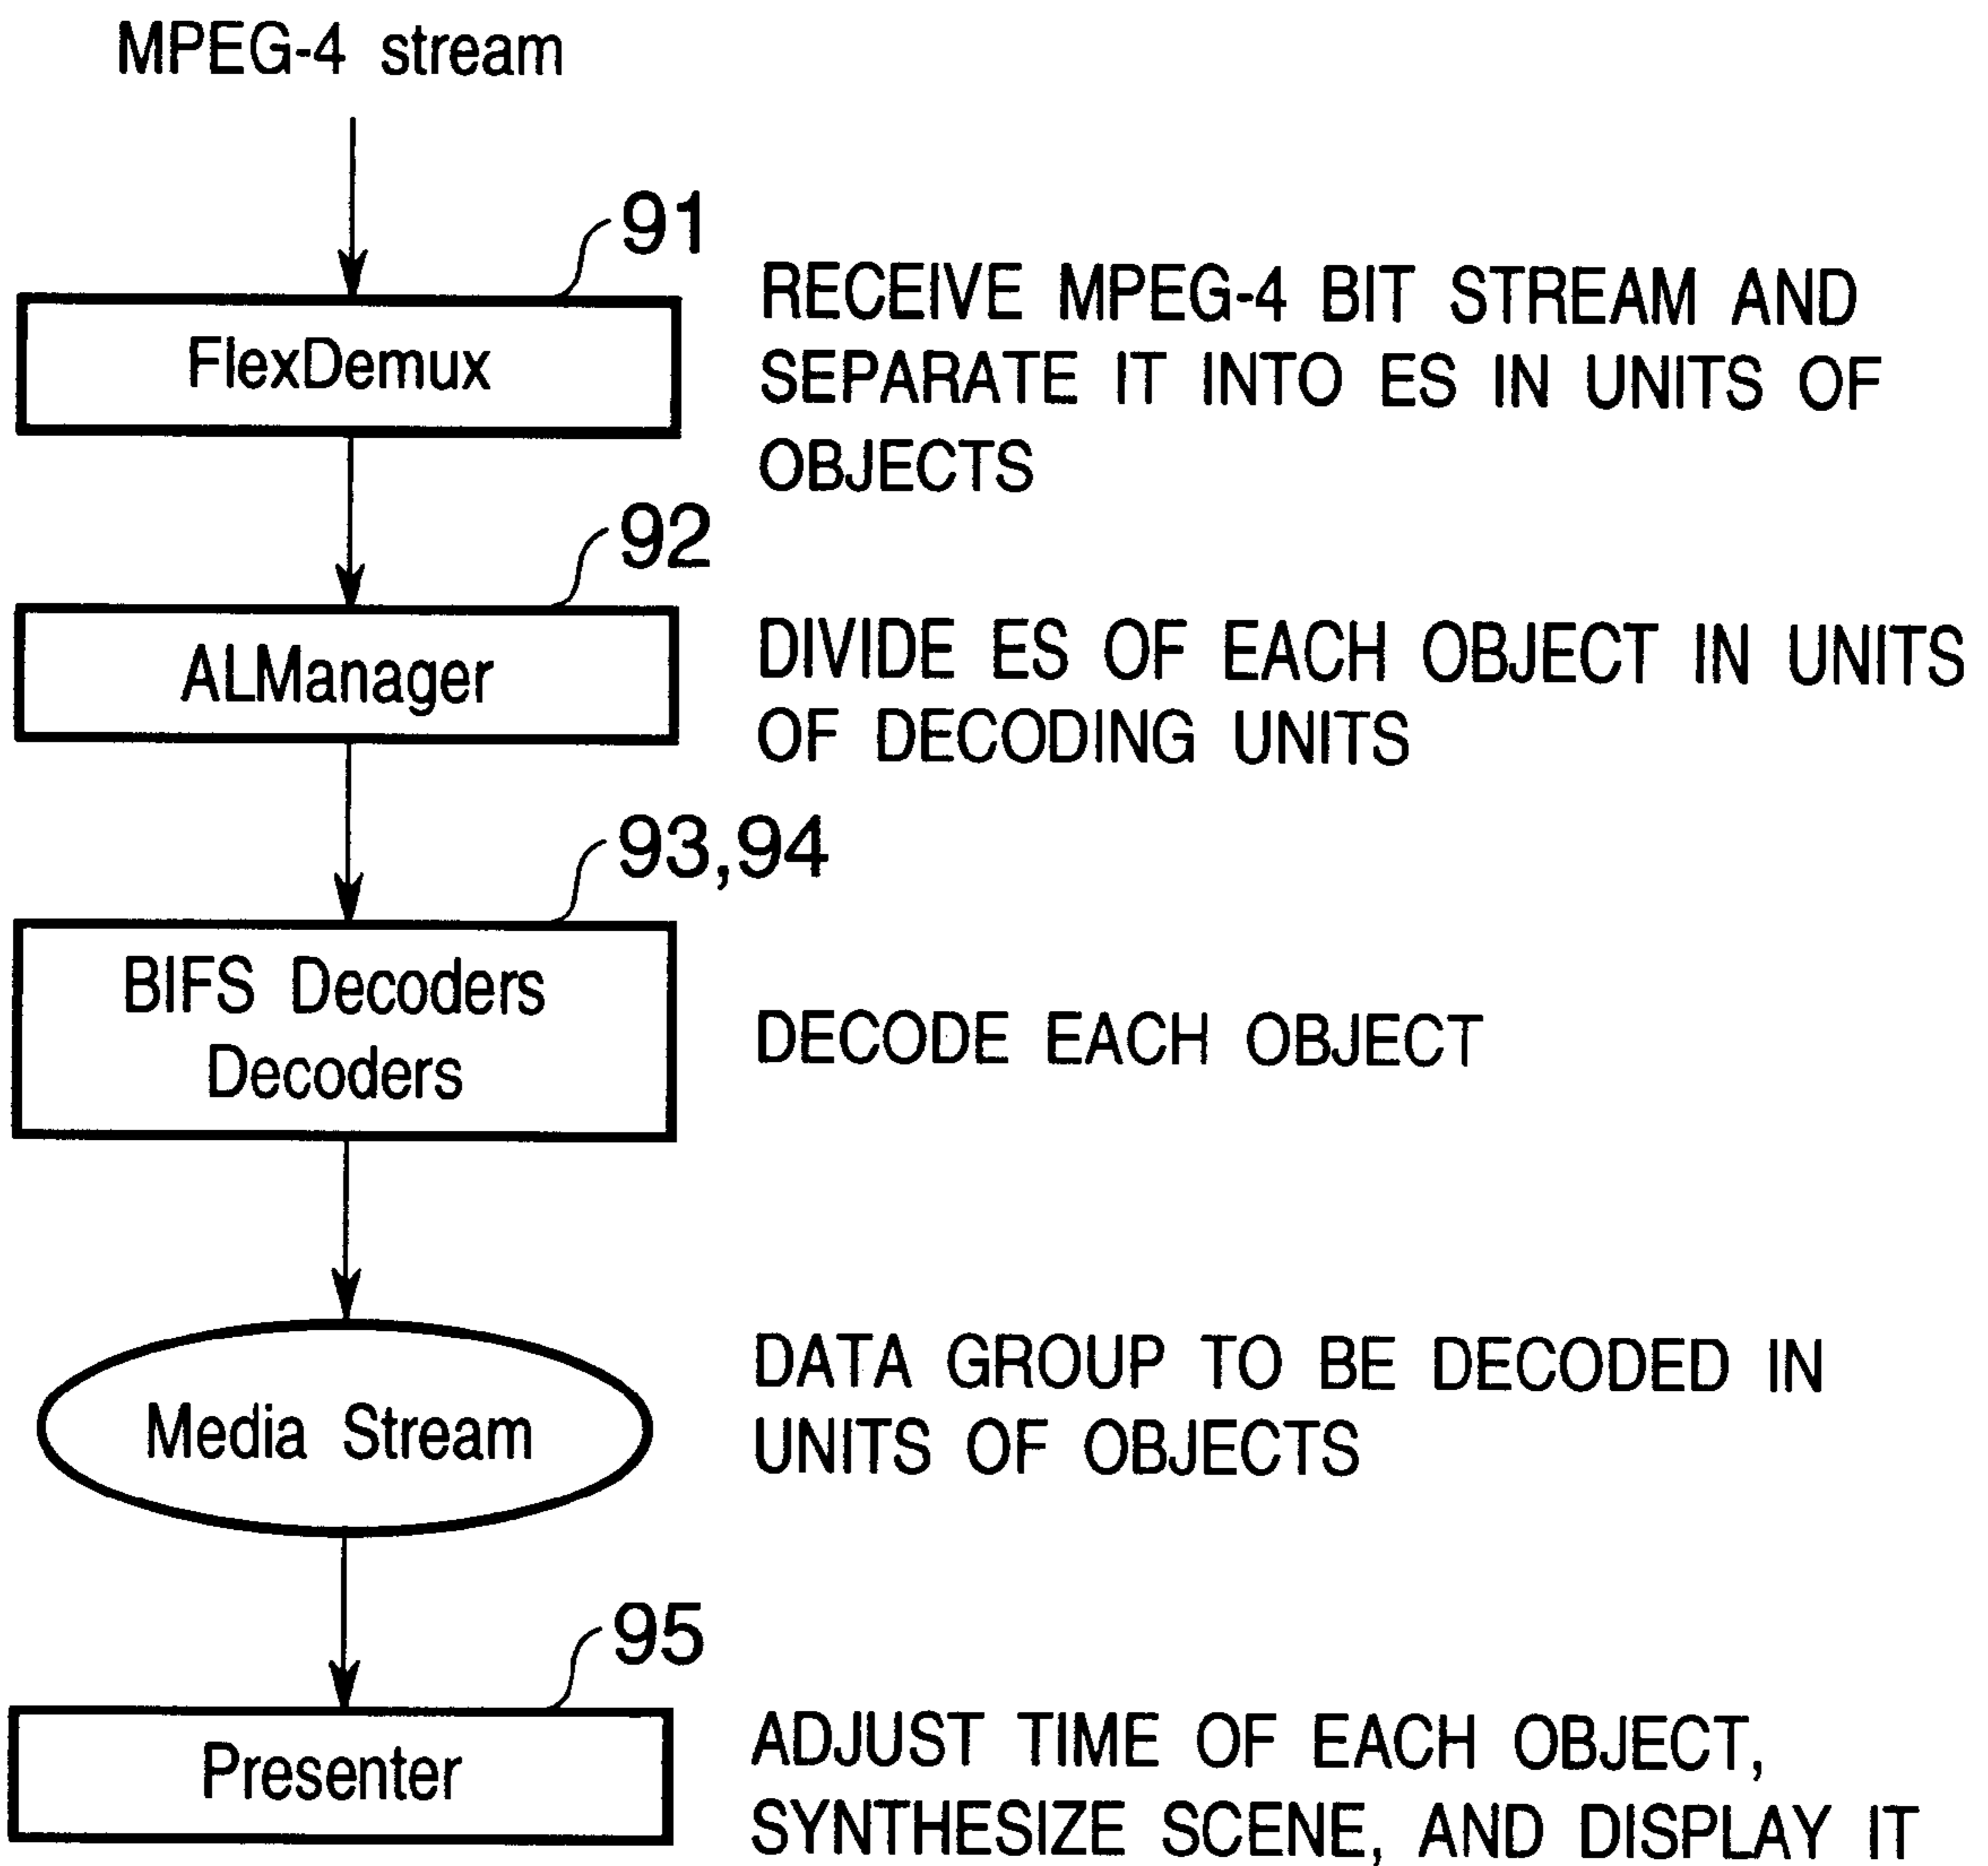 MPEG-4 stream
91
FlexDemux
RECEIVE MPEG-4 BIT STREAM AND
SEPARATE IT INTO ES IN UNITS OF
OBJECTS
92
ALManager
DIVIDE ES OF EACH OBJECT IN UNITS
OF DECODING UNITS
93,94
BIFS Decoders
Decoders
DECODE EACH OBJECT
Media Stream
DATA GROUP TO BE DECODED IN
UNITS OF OBJECTS
95
Presenter
ADJUST TIME OF EACH OBJECT,
SYNTHESIZE SCENE, AND DISPLAY IT